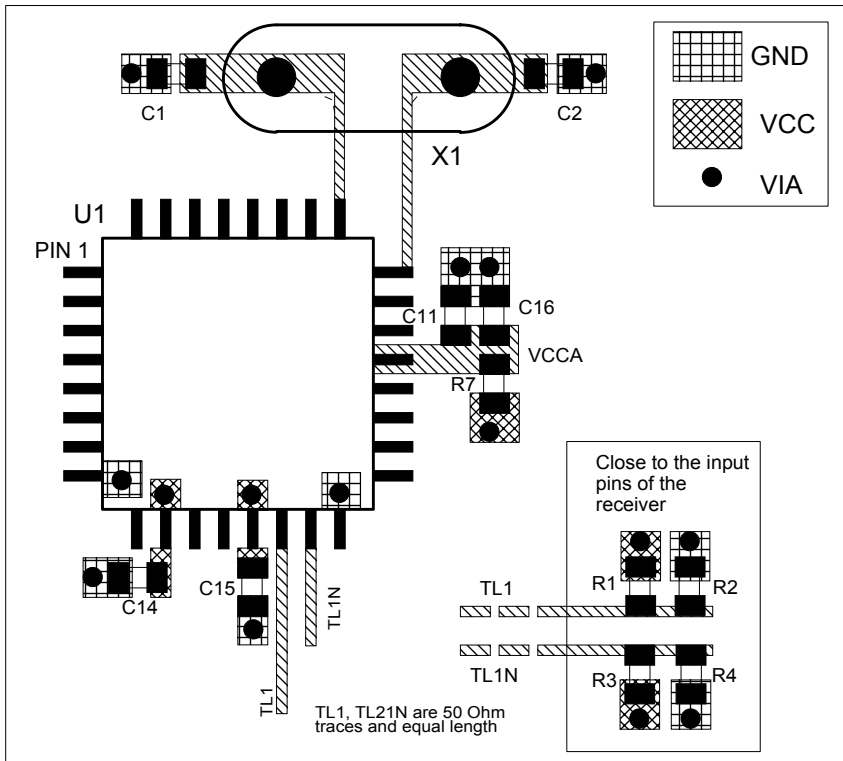 GND
C1
C2
X1
VCC
VIA
U1
PIN 1
C11
C16
VCCA
R7
Close to the input
pins of the
receiver
C14
C15
TL1
TL1N
TL1
TL1N
R1
R2
R3
R4
TL1, TL21N are 50 Ohm
traces and equal length